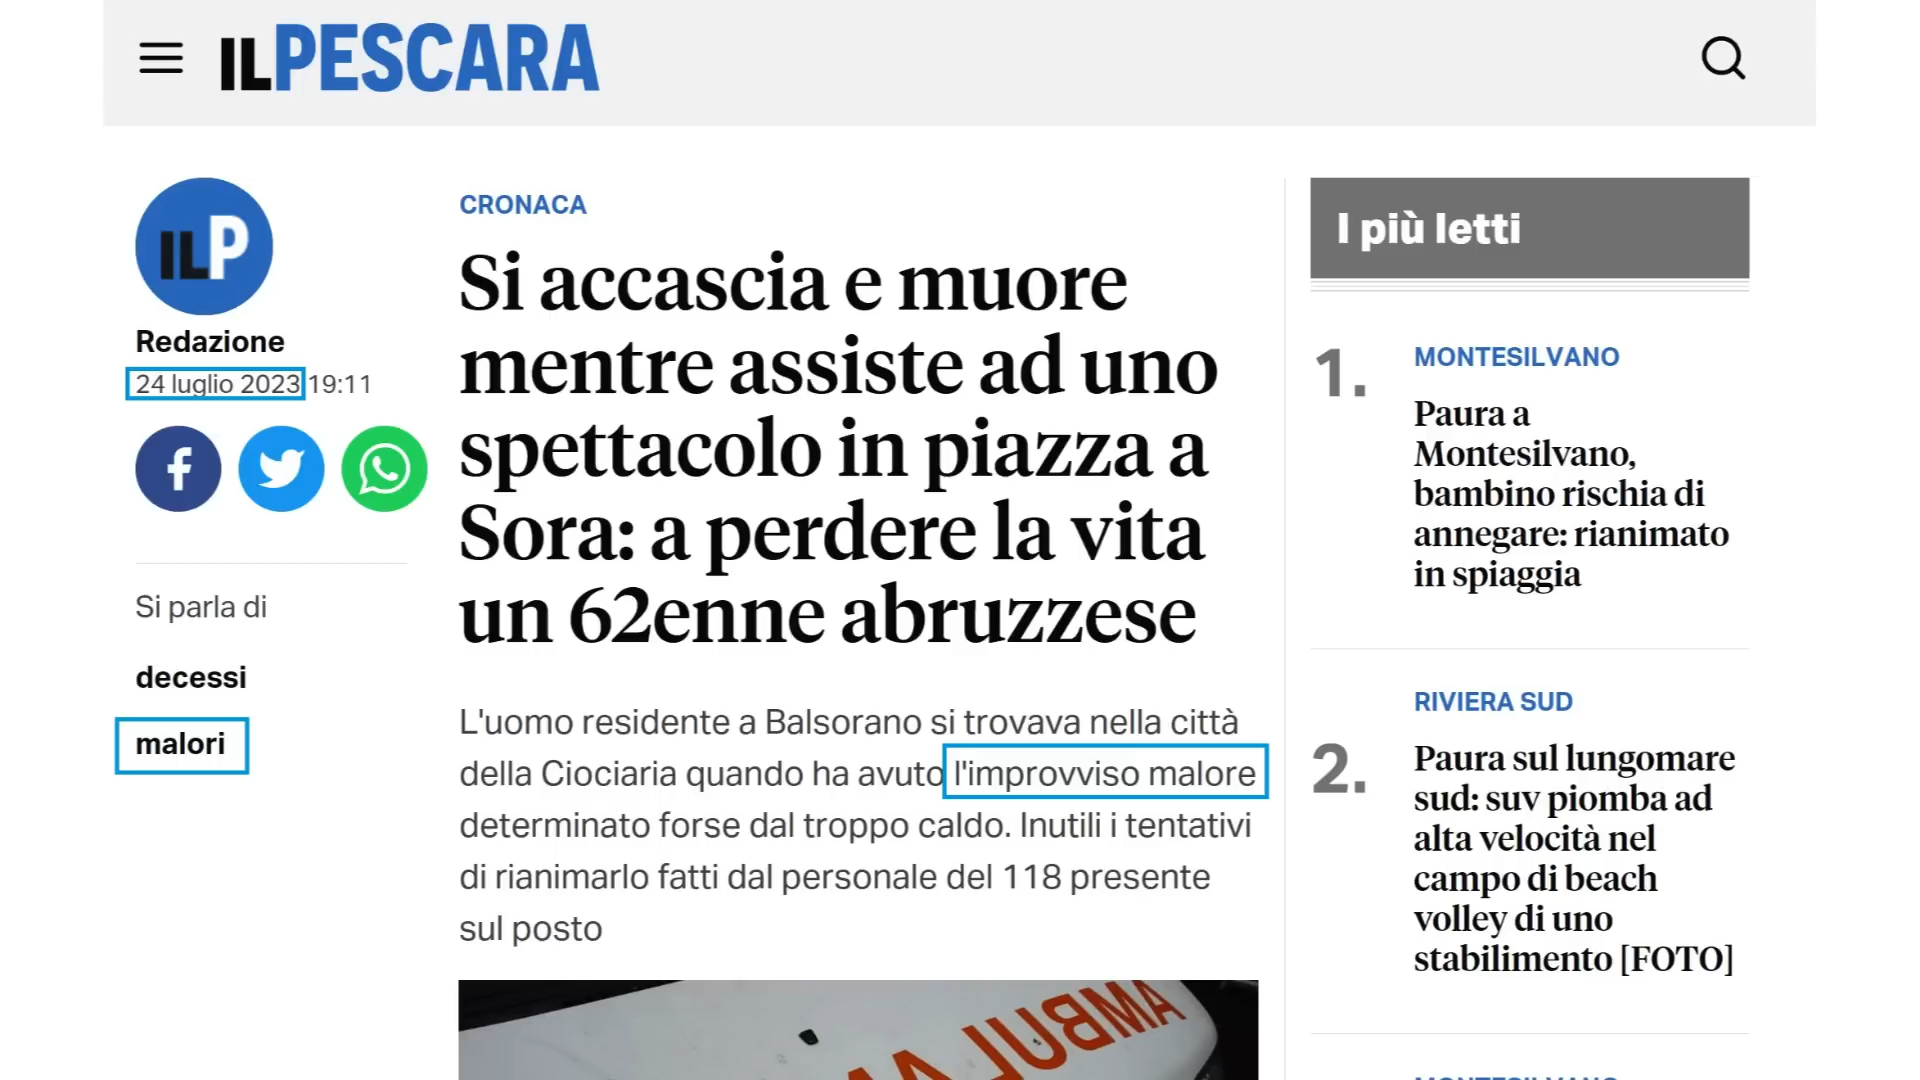 ILPESCARA
ILP
Redazione
24 luglio 2023 19:11
Si parla di
decessi
malori
CRONACA
Si accascia e muore
mentre assiste ad uno
spettacolo in piazza a
Sora: a perdere la vita
un 62enne abruzzese
L'uomo residente a Balsorano si trovava nella città
della Ciociaria quando ha avuto l'improvviso malore
determinato forse dal troppo caldo. Inutili i tentativi
di rianimarlo fatti dal personale del 118 presente
sul posto
I più letti
1.
MONTESILVANO
Paura a
Montesilvano,
bambino rischia di
annegare: rianimato
in spiaggia
2.
RIVIERA SUD
Paura sul lungomare
sud: suv piomba ad
alta velocità nel
campo di beach
volley di uno
stabilimento [FOTO]